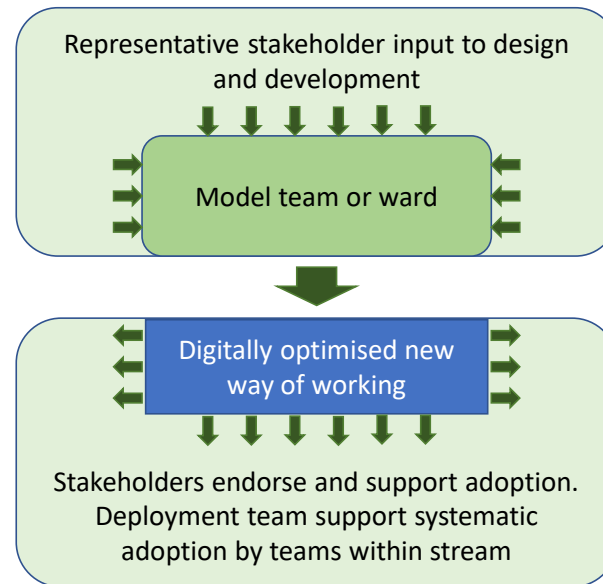 Representative stakeholder input to design
and development
Model team or ward
Digitally optimised new
way of working
Stakeholders endorse and support adoption.
Deployment team support systematic
adoption by teams within stream